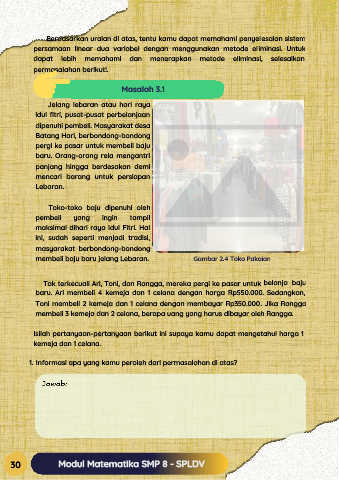 Berdasarkan uraian di atas, tentu kamu dapat memahami penyelesaian sistem
persamaan linear dua variabel dengan menggunakan metode eliminasi. Untuk
dapat lebih memahami dan menerapkan metode eliminasi, selesaikan
permasalahan berikut.
Masalah 3.1
Jelang lebaran atau hari raya
idul fitri, pusat-pusat perbelanjaan
dipenuhi pembeli. Masyarakat desa
Batang Hari, berbondong-bondong
pergi ke pasar untuk membeli baju
baru. Orang-orang rela mengantri
panjang hingga berdesakan demi
mencari barang untuk persiapan
Lebaran.
Toko-toko baju dipenuhi oleh
pembeli yang ingin tampil
maksimal dihari raya Idul Fitri. Hal
ini, sudah seperti menjadi tradisi,
masyarakat berbondong-bondong
membeli baju baru jelang Lebaran.
Gambar 2.4 Toko Pakaian
Tak terkecuali Ari, Toni, dan Rangga, mereka pergi ke pasar untuk belanja baju
baru. Ari membeli 4 kemeja dan 1 celana dengan harga Rp550.000. Sedangkan,
Toni membeli 2 kemeja dan 1 celana dengan membayar Rp350.000. Jika Rangga
membeli 3 kemeja dan 2 celana, berapa uang yang harus dibayar oleh Rangga.
Isilah pertanyaan-pertanyaan berikut ini supaya kamu dapat mengetahui harga 1
kemeja dan 1 celana.
1. Informasi apa yang kamu peroleh dari permasalahan di atas?
Jawab:
30
Modul Matematika SMP 8 - SPLDV